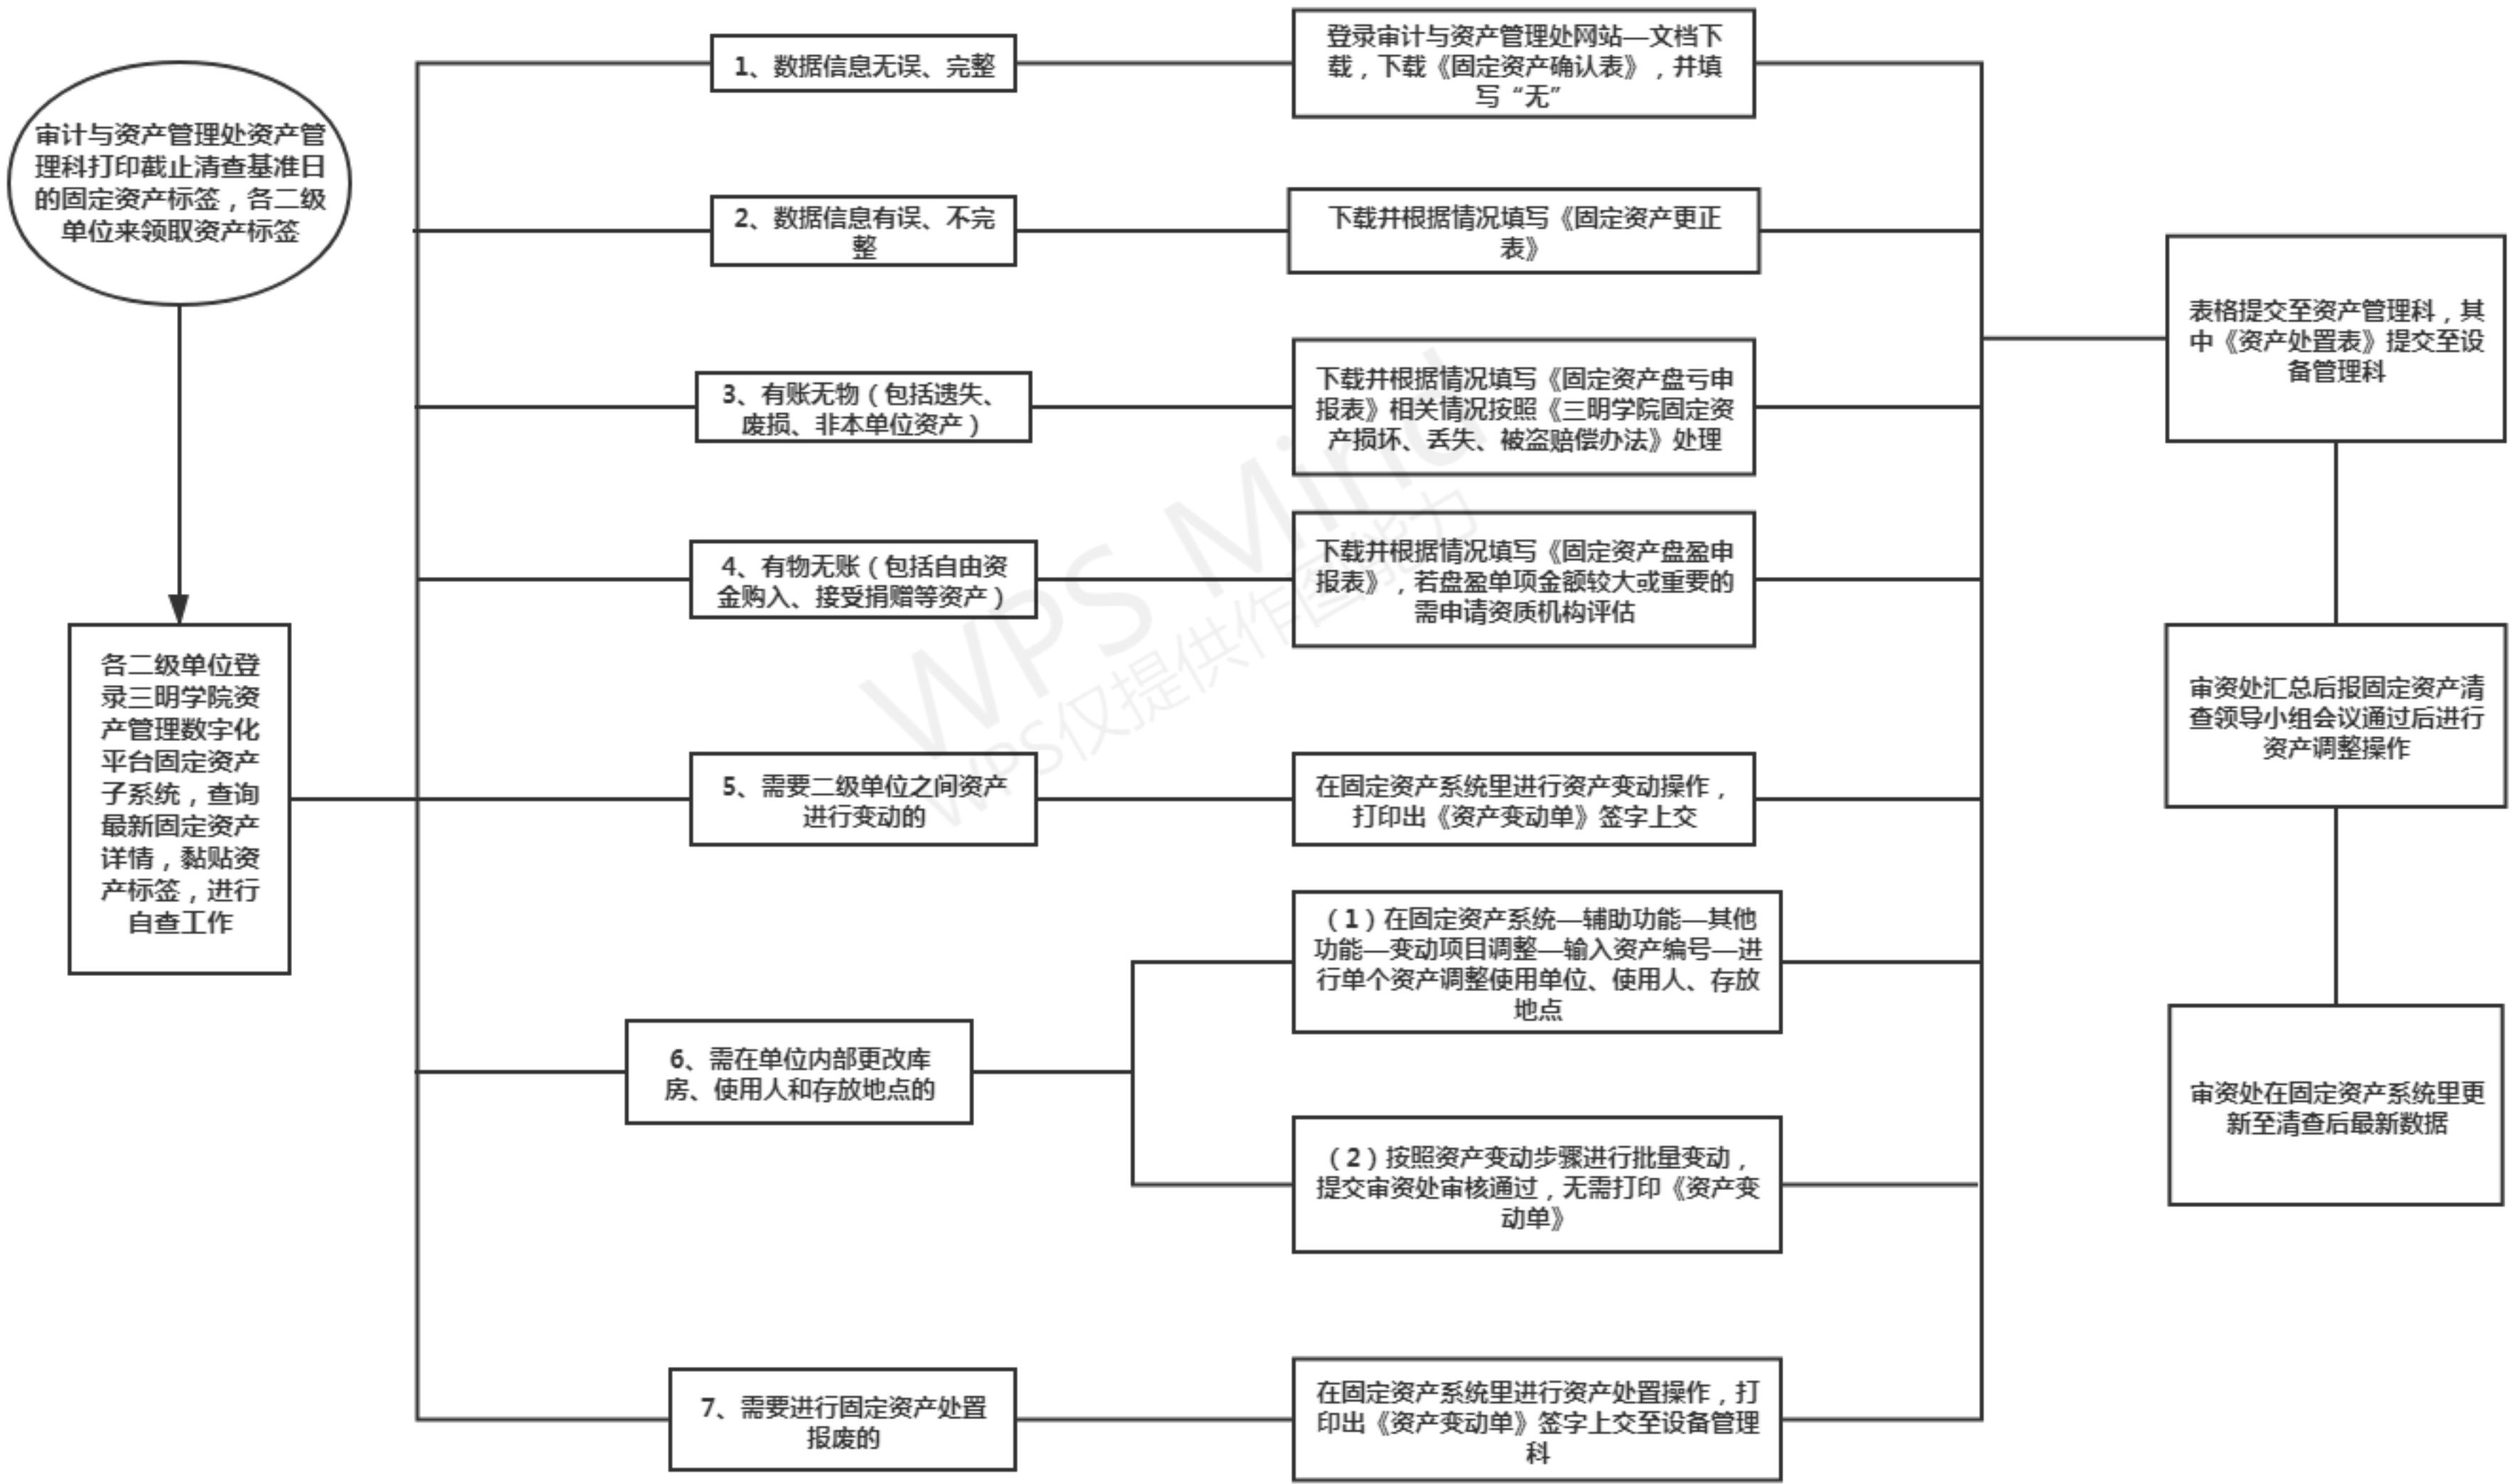 审计与资产管理处资产管
理科打印截止清查基准日
的固定资产标签，各二级
单位来领取资产标签
各二级单位登
录三明学院资
产管理数字化
平台固定资产
子系统，查询
最新固定资产
详情，黏贴资
产标签，进行
自查工作
1、数据信息无误、完整
登录审计与资产管理处网站—文档下
载，下载《固定资产确认表》，并填
写“无”
2、数据信息有误、不完
整
下载并根据情况填写《固定资产更正
表》
3、有账无物（包括遗失、
废损、非本单位资产）
下载并根据情况填写《固定资产盘亏申
报表》相关情况按照《三明学院固定资
产损坏、丢失、被盗赔偿办法》处理
4、有物无账（包括自由资
金购入、接受捐赠等资产）
下载并根据情况填写《固定资产盘盈申
报表》，若盘盈单项金额较大或重要的
需申请资质机构评估
5、需要二级单位之间资产
进行变动的
在固定资产系统里进行资产变动操作，
打印出《资产变动单》签字上交
6、需在单位内部更改库
房、使用人和存放地点的
（1）在固定资产系统—辅助功能—其他
功能—变动项目调整—输入资产编号—进
行单个资产调整使用单位、使用人、存放
地点
（2）按照资产变动步骤进行批量变动，
提交审资处审核通过，无需打印《资产变
动单》
7、需要进行固定资产处置
报废的
在固定资产系统里进行资产处置操作，打
印出《资产变动单》签字上交至设备管理
科
表格提交至资产管理科，其
中《资产处置表》提交至设
备管理科
审资处汇总后报固定资产清
查领导小组会议通过后进行
资产调整操作
审资处在固定资产系统里更
新至清查后最新数据
WPS Mind
WPS仅提供作图能力